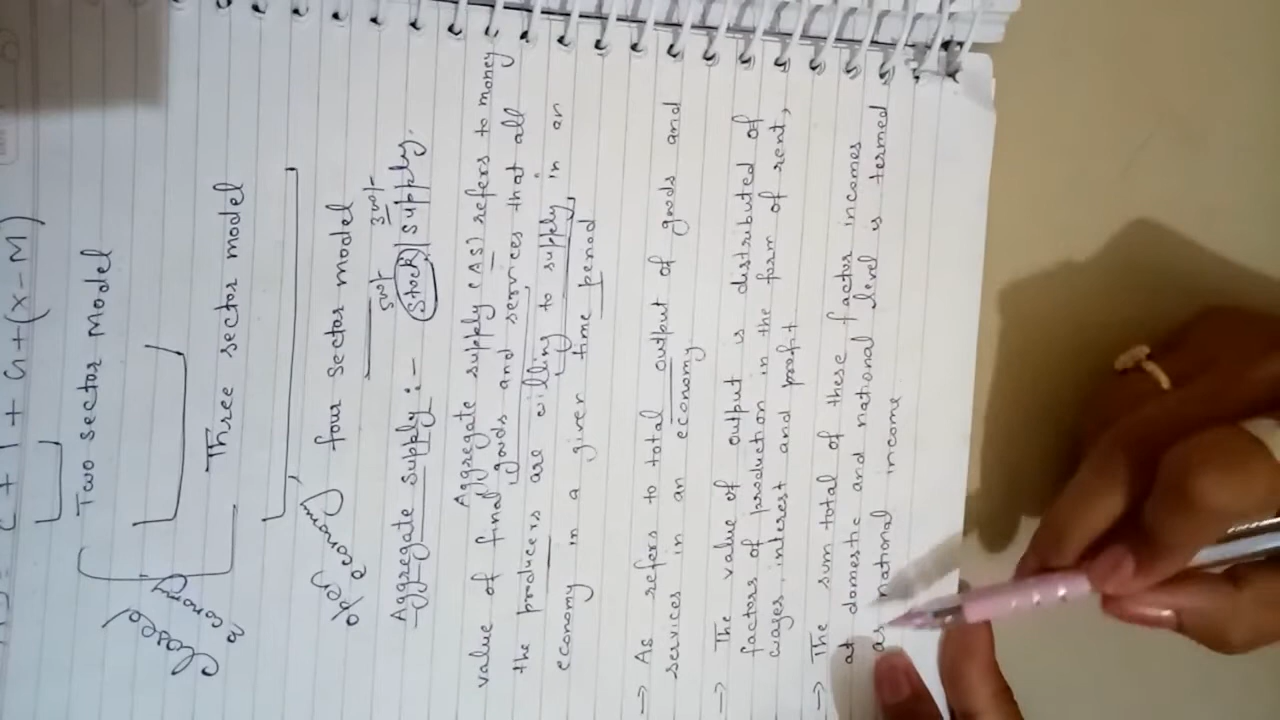 = C + I + G + (X - M)
Two sector Model
closed economy
Three sector model
open economy
four sector model
500/- 300/-
Aggregate supply :- Stock | supply.
Aggregate supply (AS) refers to money
value of final goods and services that all
the producers are willing to supply in an
economy in a given time period
→ As refers to total output of goods and
services in an economy
→ The value of output is distributed of
factors of production in the form of rent,
wages, interest and profit
→ The sum total of these factor incomes
at domestic and national level is termed
as national income